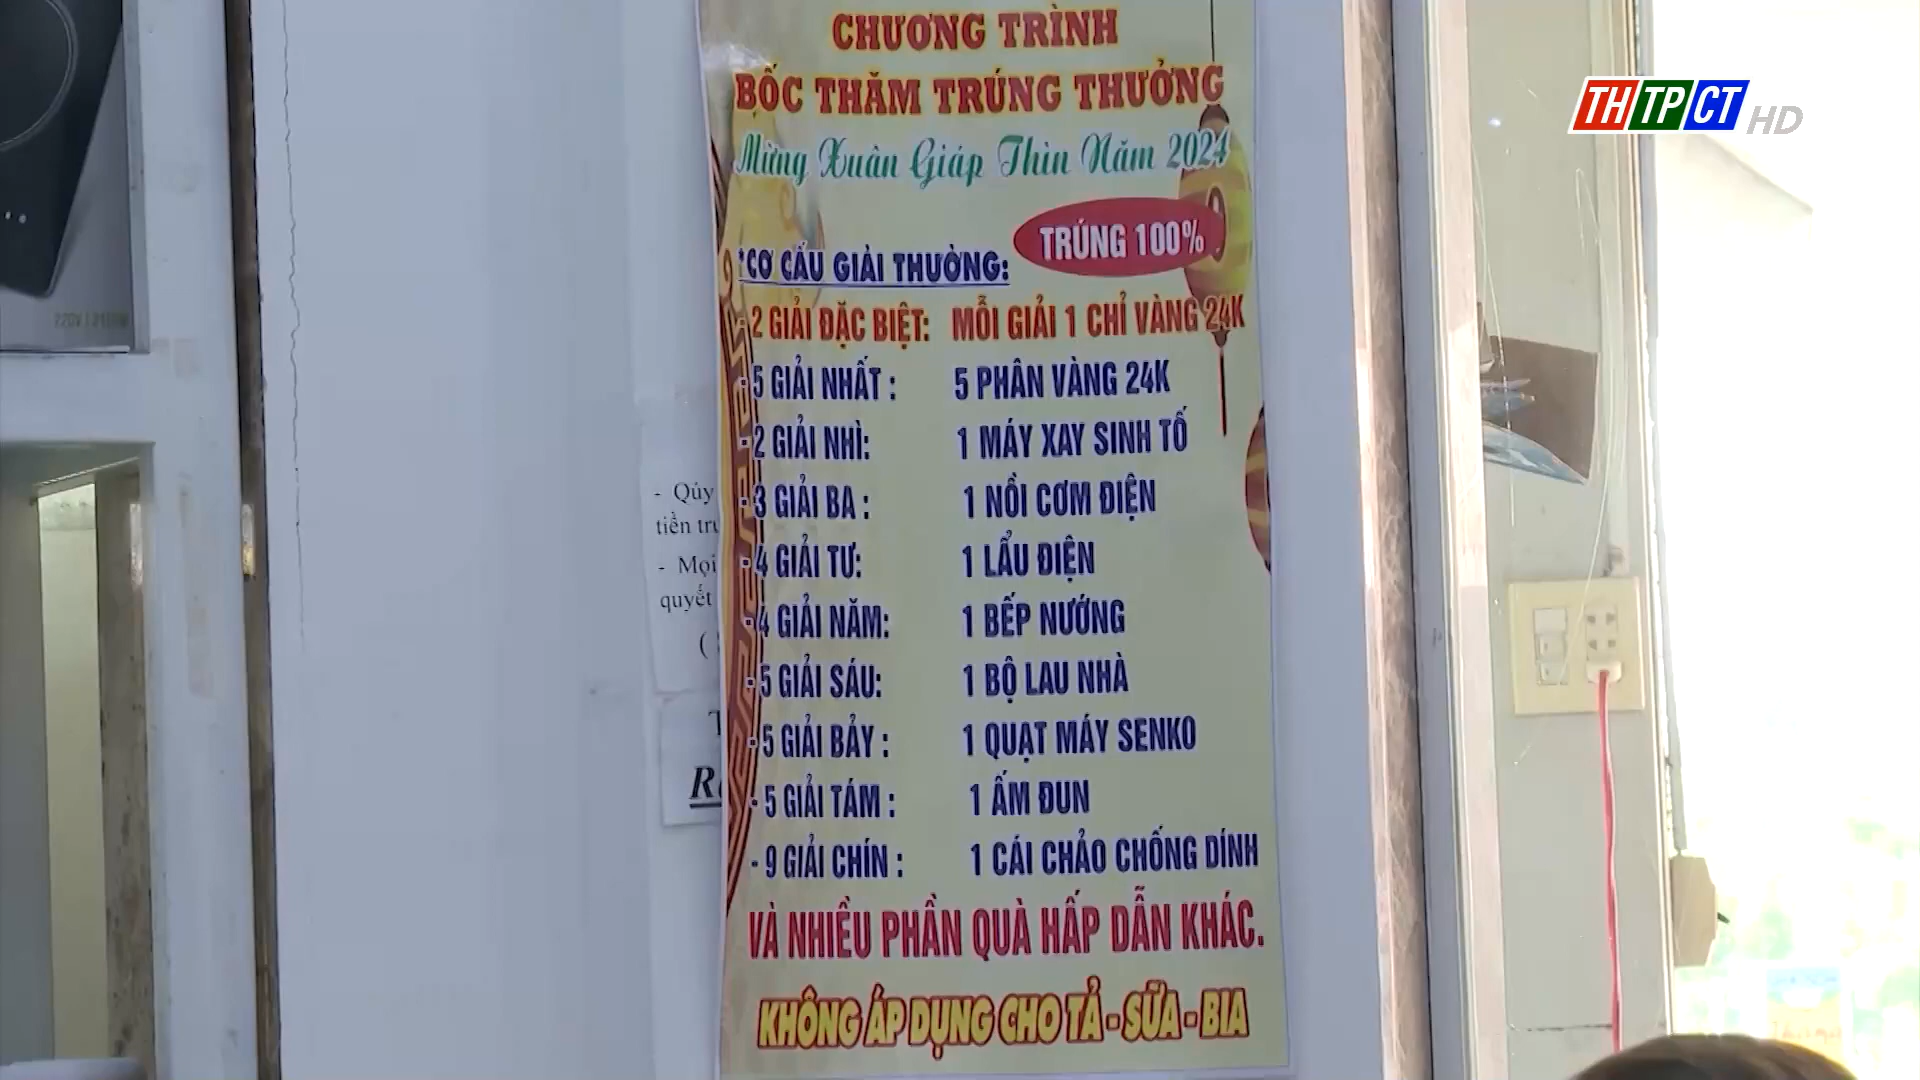 CHƯƠNG TRÌNH
BỐC THĂM TRÚNG THƯỞNG
Mừng Xuân Giáp Thìn Năm 2024
TRÚNG 100%
*CƠ CẤU GIẢI THƯỜNG:
- 2 GIẢI ĐẶC BIỆT: MỖI GIẢI 1 CHỈ VÀNG 24K
- 5 GIẢI NHẤT : 5 PHÂN VÀNG 24K
- 2 GIẢI NHÌ: 1 MÁY XAY SINH TỐ
- 3 GIẢI BA : 1 NỒI CƠM ĐIỆN
- 4 GIẢI TƯ: 1 LẨU ĐIỆN
- 4 GIẢI NĂM: 1 BẾP NƯỚNG
- 5 GIẢI SÁU: 1 BỘ LAU NHÀ
- 5 GIẢI BẢY : 1 QUẠT MÁY SENKO
- 5 GIẢI TÁM : 1 ẤM ĐUN
- 9 GIẢI CHÍN : 1 CÁI CHẢO CHỐNG DÍNH
VÀ NHIỀU PHẦN QUÀ HẤP DẪN KHÁC.
KHÔNG ÁP DỤNG CHO TẢ - SỮA - BIA
- Qúy
tiền
- Mọi
quyết
THTPCT HD